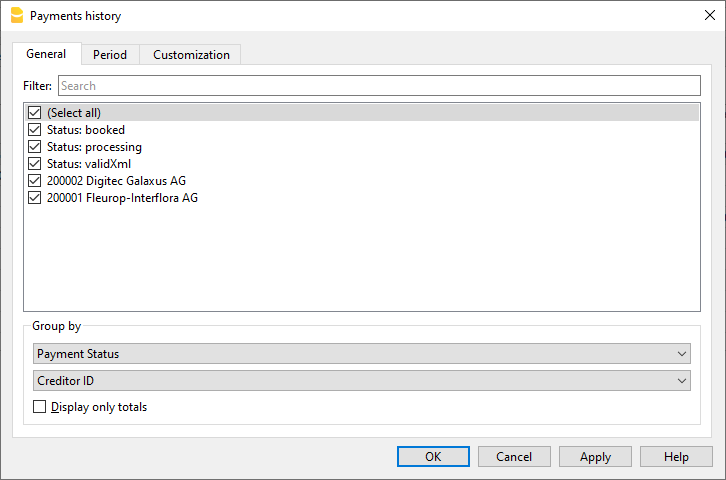 Payments history
General
Period
Customization
Filter:
Search
(Select all)
Status: booked
Status: processing
Status: validXml
200002 Digitec Galaxus AG
200001 Fleurop-Interflora AG
Group by
Payment Status
Creditor ID
Display only totals
OK
Cancel
Apply
Help